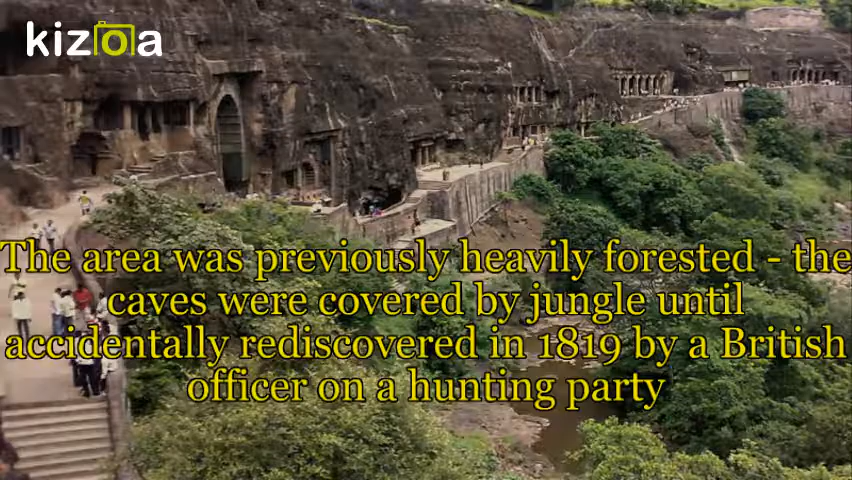 kizoa
The area was previously heavily forested - the
caves were covered by jungle until
accidentally rediscovered in 1819 by a British
officer on a hunting party